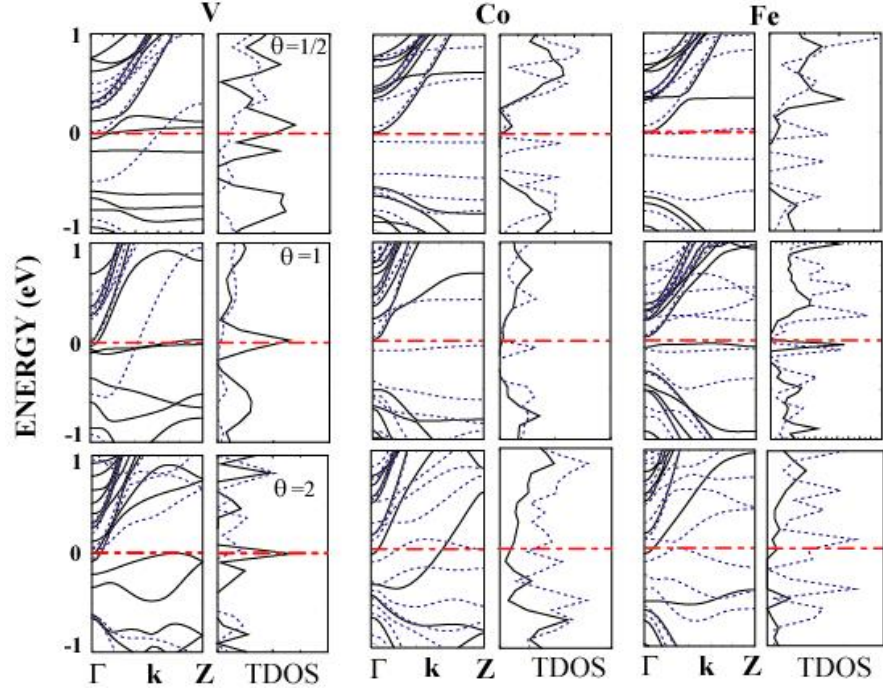 V Co Fe
1 θ=1/2
0
-1
1 θ=1
0
-1
1 θ=2
0
-1
ENERGY (eV)
Γ k Z TDOS k Z TDOS Γ k Z TDOS